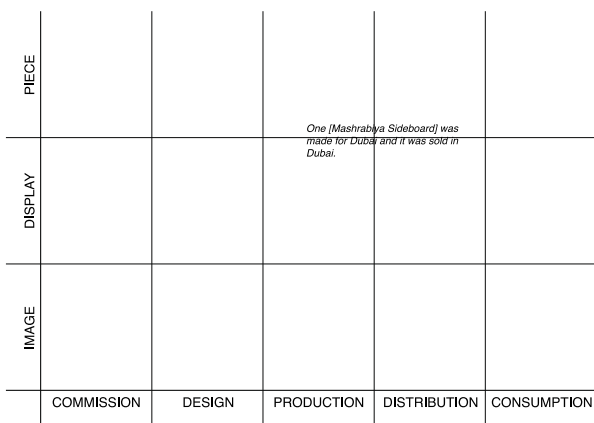 PIECE
One [Mashrabiya Sideboard] was
made for Dubai and it was sold in
Dubai.
DISPLAY
IMAGE
COMMISSION DESIGN PRODUCTION DISTRIBUTION CONSUMPTION